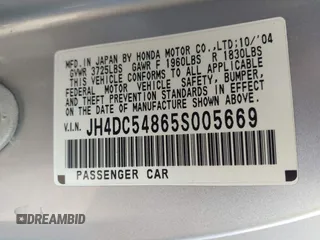 MFD. IN JAPAN BY HONDA MOTOR CO.,LTD:10/'04
GVWR 3725LBS GAWR F 1960LBS R 1830LBS
THIS VEHICLE CONFORMS TO ALL APPLICABLE
FEDERAL MOTOR VEHICLE SAFETY, BUMPER, AND
THEFT PREVENTION STANDARDS IN EFFECT ON THE
DATE OF MANUFACTURE SHOWN ABOVE.
V.I.N. JH4DC54865S005669
PASSENGER CAR
DREAMBID